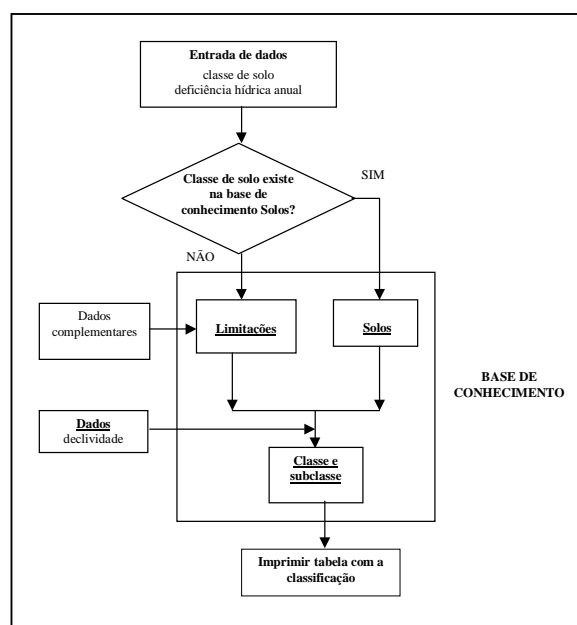 Entrada de dados
classe de solo
deficiência hídrica anual
Classe de solo existe
na base de
conhecimento Solos?
SIM
NÃO
Dados
complementares
Limitações
Solos
BASE DE
CONHECIMENTO
Dados
declividade
Classe e
subclasse
Imprimir tabela com a
classificação